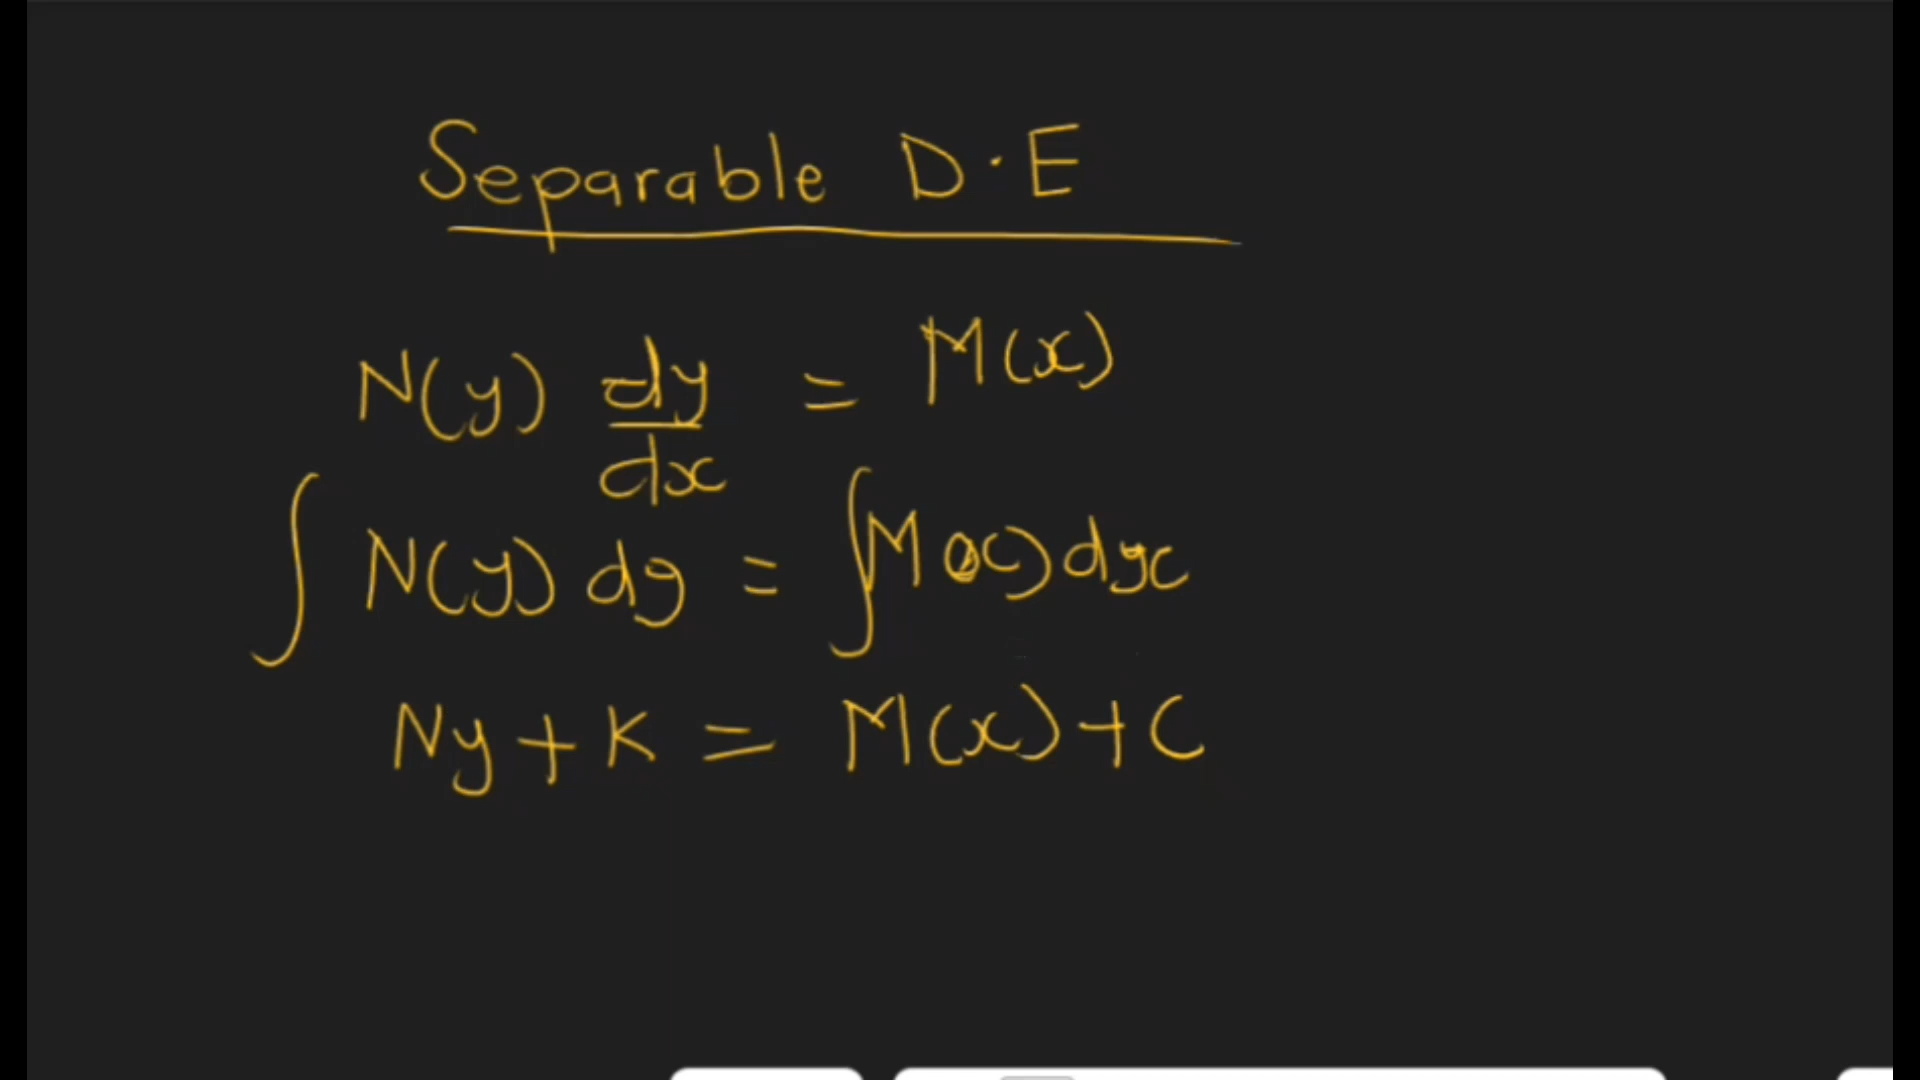 Separable D.E
N(y) dy/dx = M(x)
∫ N(y) dy = ∫ M(x) dx
Ny + K = M(x) + C